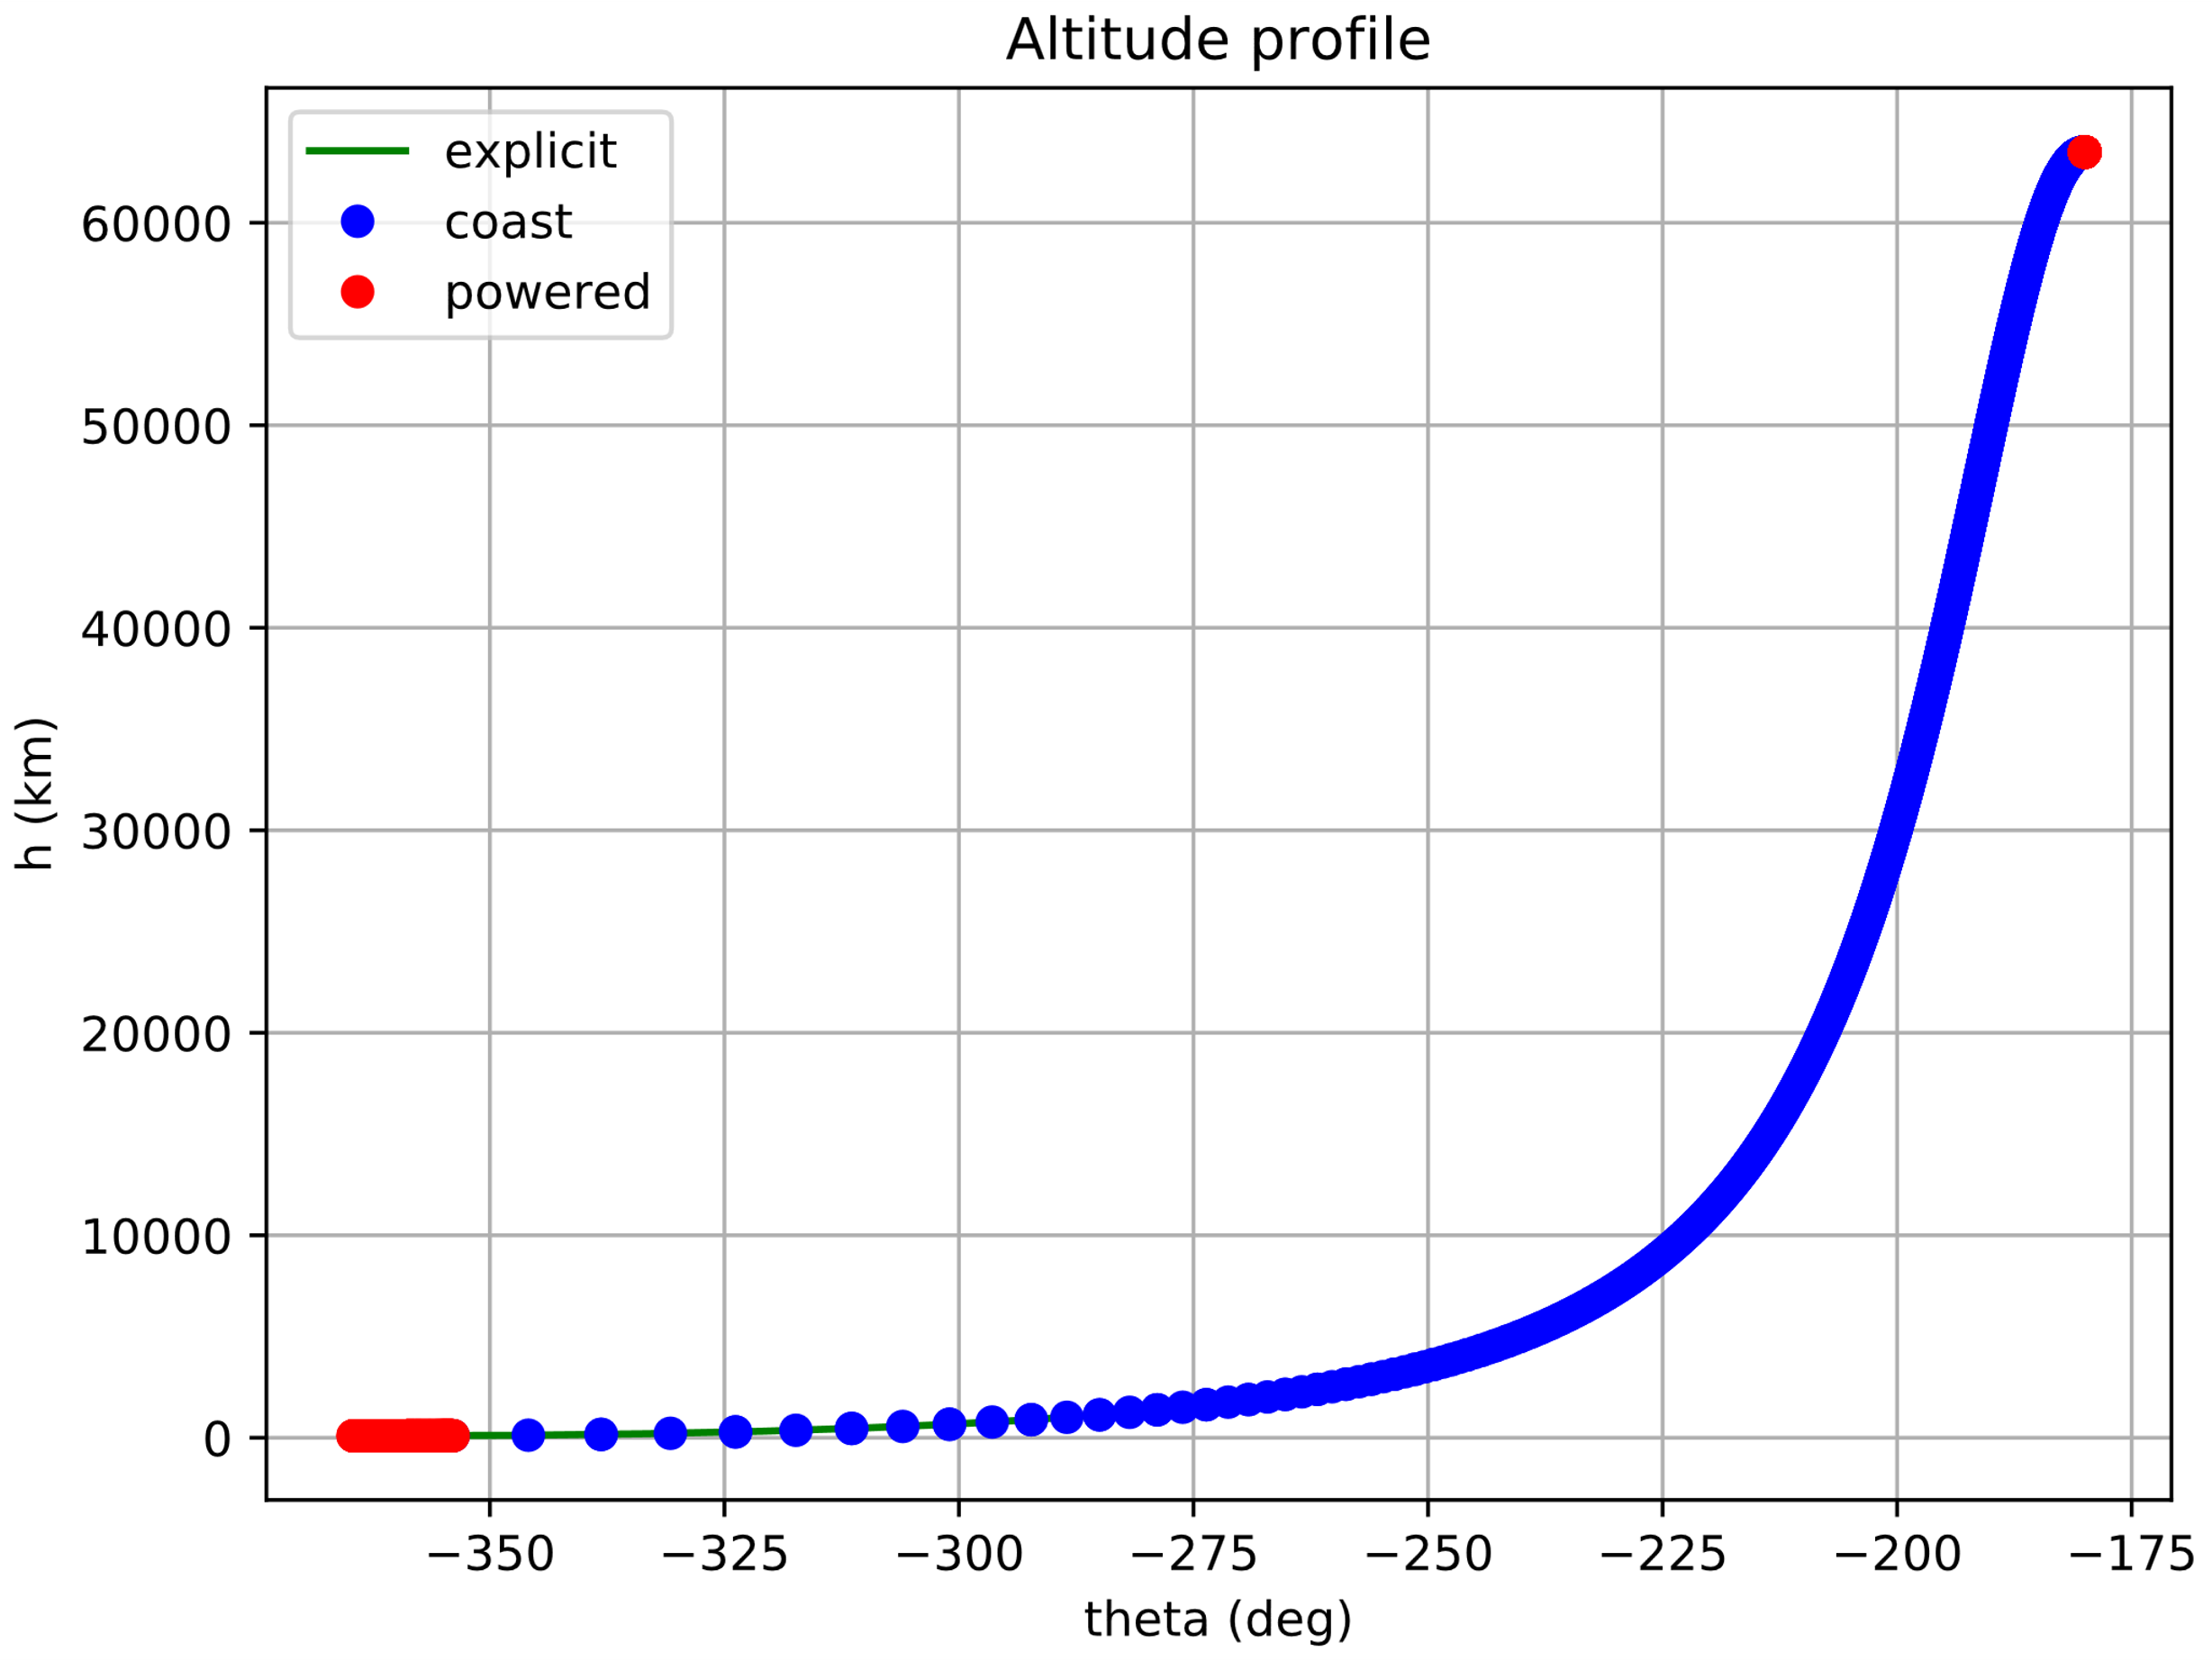 Altitude profile
explicit
coast
powered
60000
50000
40000
30000
20000
10000
0
h (km)
−350 −325 −300 −275 −250 −225 −200 −175
theta (deg)